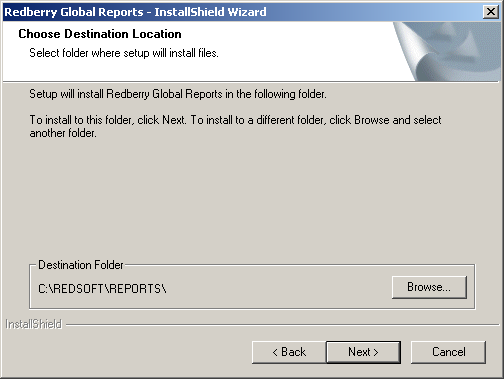 Redberry Global Reports - InstallShield Wizard
Choose Destination Location
Select folder where setup will install files.
Setup will install Redberry Global Reports in the following folder.
To install to this folder, click Next. To install to a different folder, click Browse and select
another folder.
Destination Folder
C:\REDSOFT\REPORTS\
Browse...
InstallShield
< Back
Next >
Cancel